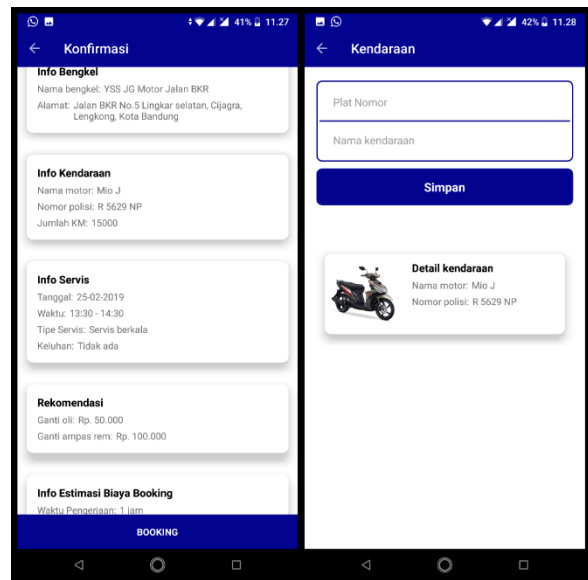 41% 11.27
Konfirmasi
Info Bengkel
Nama bengkel: YSS JG Motor Jalan BKR
Alamat: Jalan BKR No.5 Lingkar selatan, Cijagra,
Lengkong, Kota Bandung
Info Kendaraan
Nama motor: Mio J
Nomor polisi: R 5629 NP
Jumlah KM: 15000
Info Servis
Tanggal: 25-02-2019
Waktu: 13:30 - 14:30
Tipe Servis: Servis berkala
Keluhan: Tidak ada
Rekomendasi
Ganti oli: Rp. 50.000
Ganti ampas rem: Rp. 100.000
Info Estimasi Biaya Booking
Waktu Pengerjaan: 1 jam
BOOKING
42% 11.28
Kendaraan
Plat Nomor
Nama kendaraan
Simpan
Detail kendaraan
Nama motor: Mio J
Nomor polisi: R 5629 NP